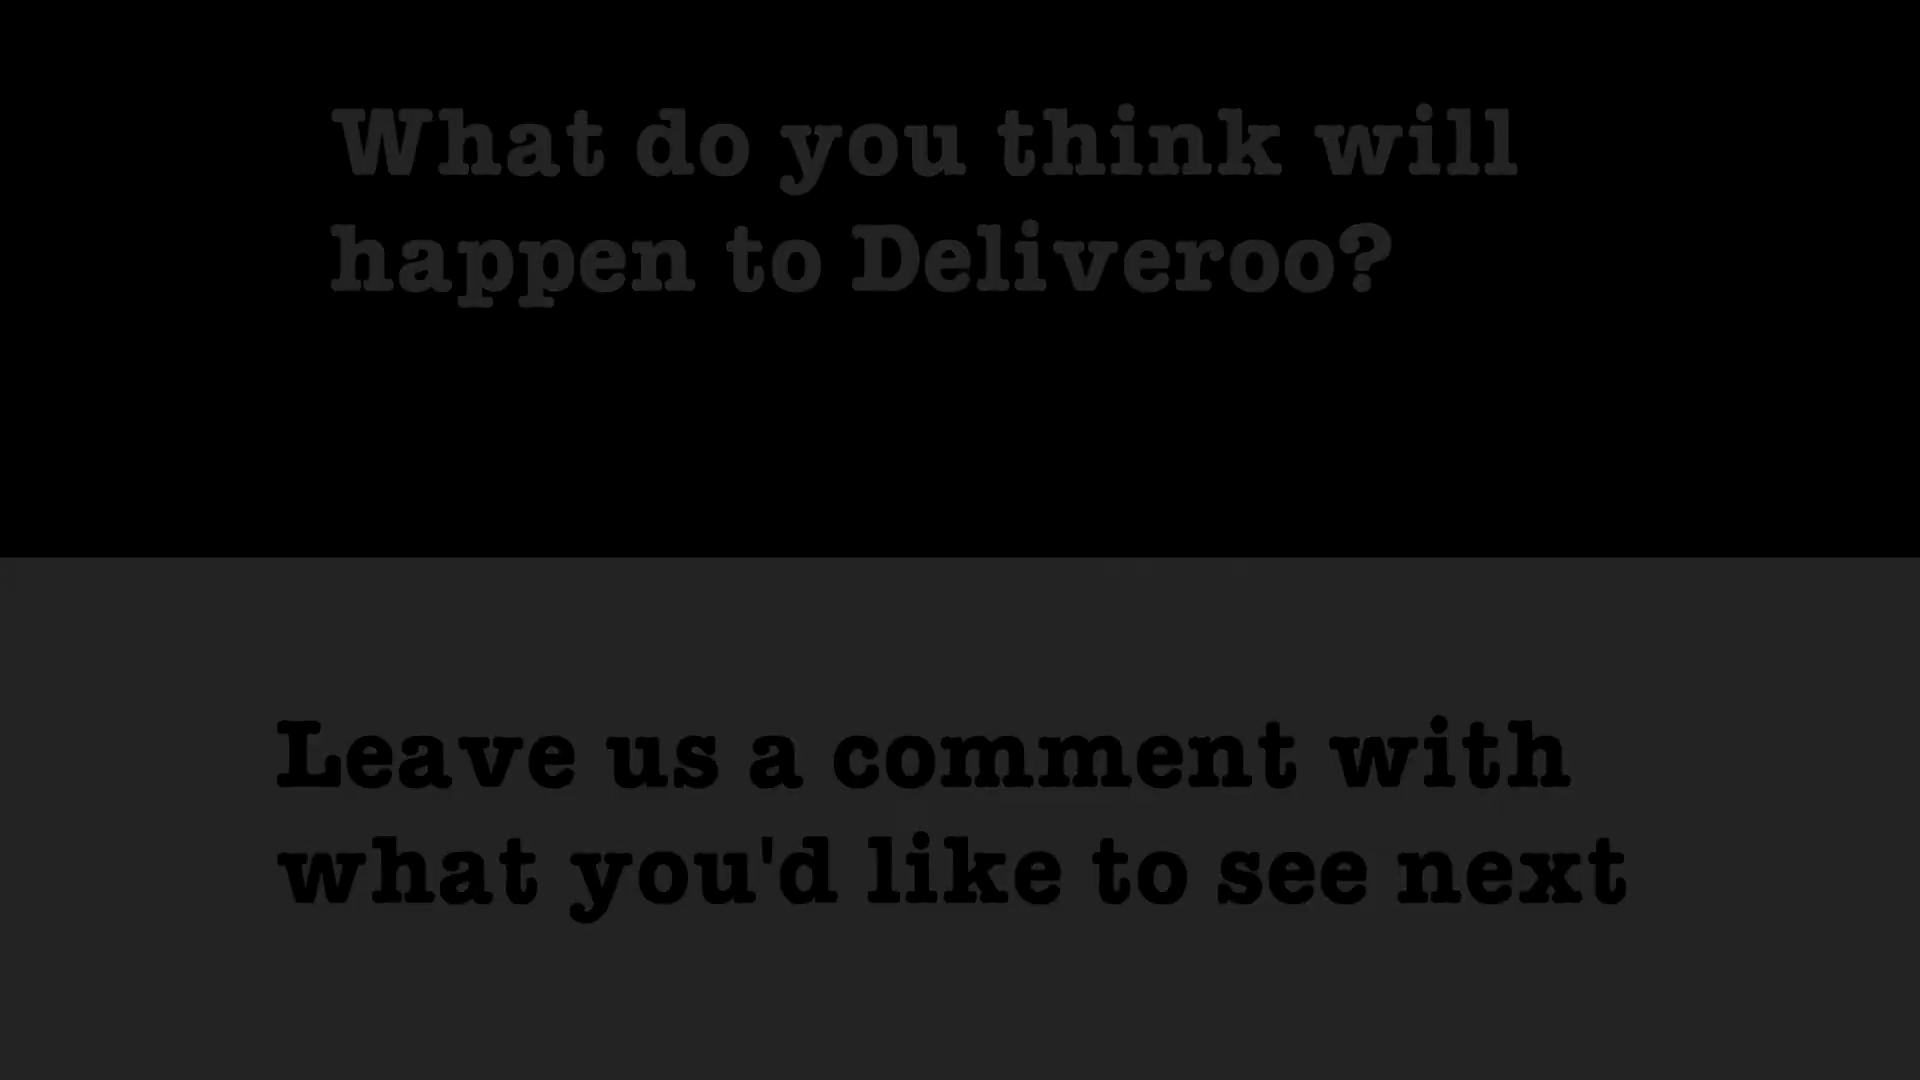 What do you think will
happen to Deliveroo?
Leave us a comment with
what you'd like to see next